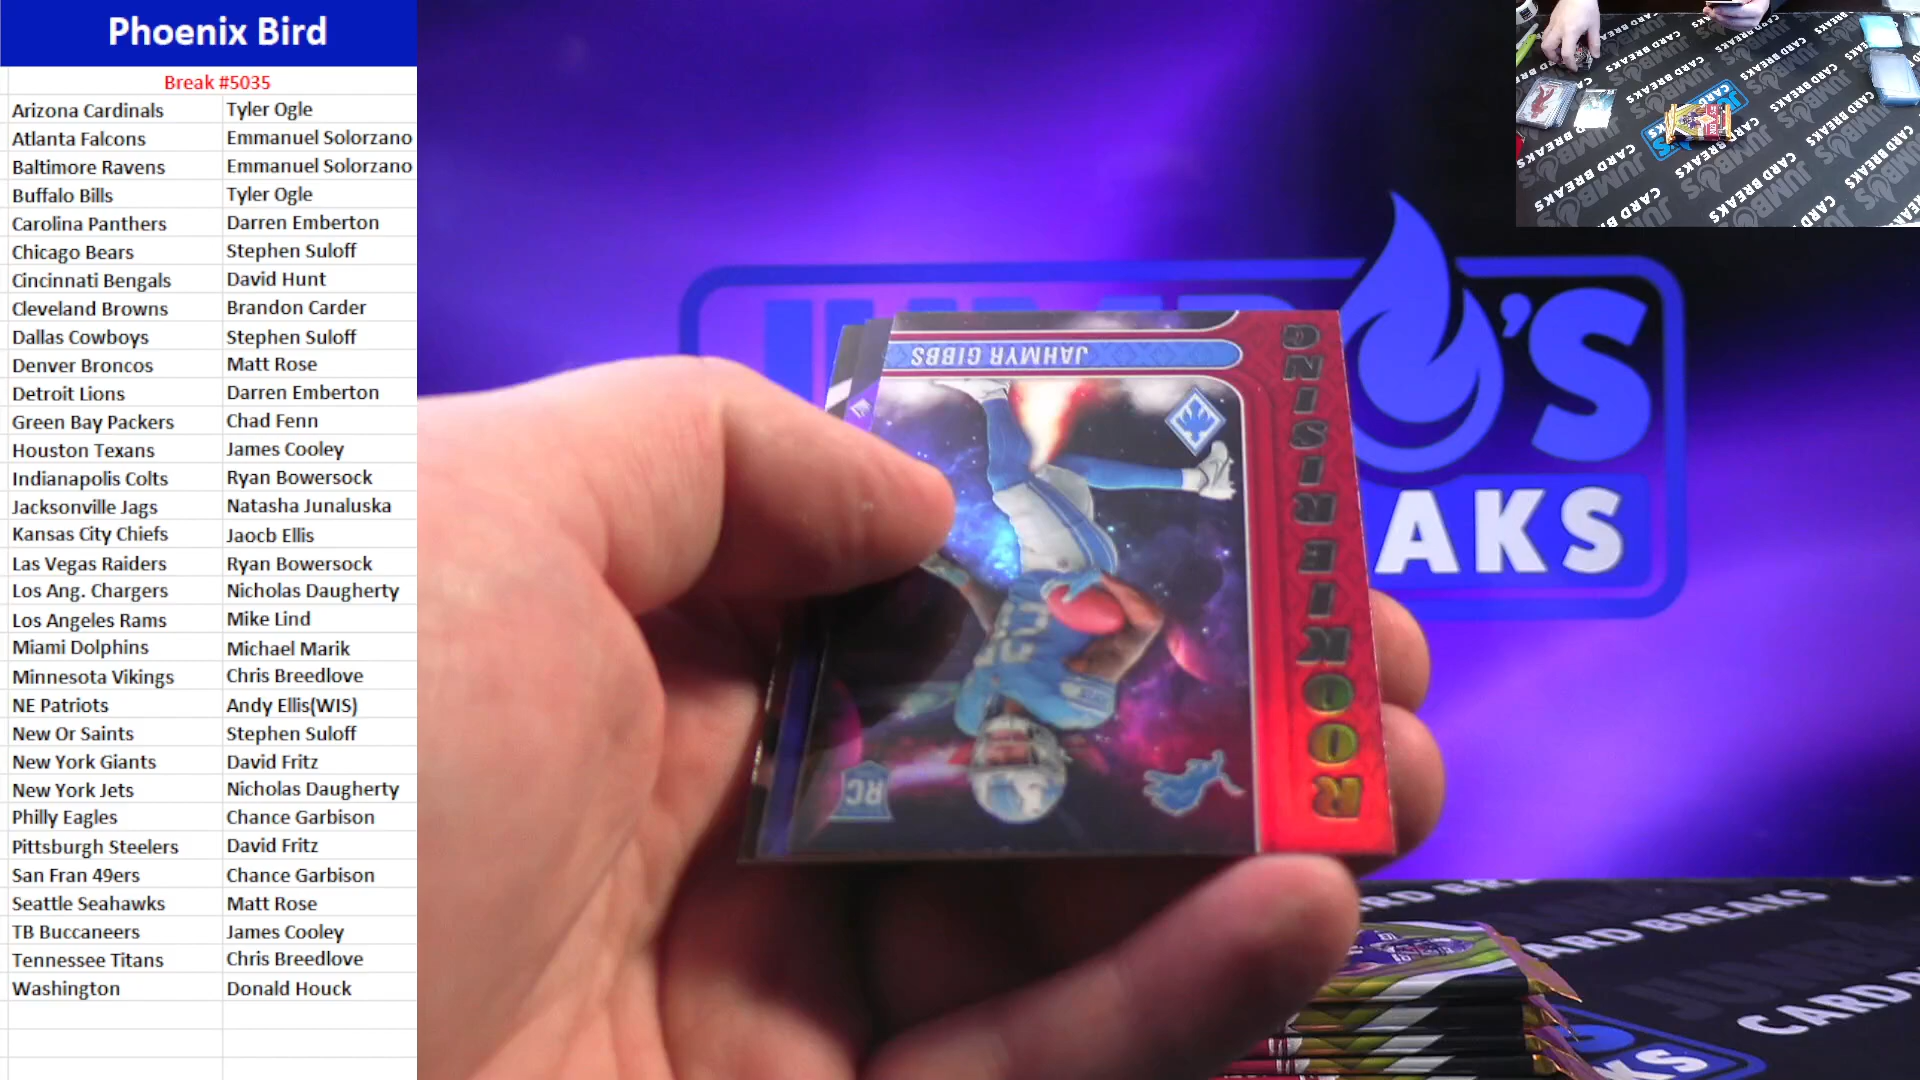 Phoenix Bird
Break #5035
Arizona Cardinals Tyler Ogle
Atlanta Falcons Emmanuel Solorzano
Baltimore Ravens Emmanuel Solorzano
Buffalo Bills Tyler Ogle
Carolina Panthers Darren Emberton
Chicago Bears Stephen Suloff
Cincinnati Bengals David Hunt
Cleveland Browns Brandon Carder
Dallas Cowboys Stephen Suloff
Denver Broncos Matt Rose
Detroit Lions Darren Emberton
Green Bay Packers Chad Fenn
Houston Texans James Cooley
Indianapolis Colts Ryan Bowersock
Jacksonville Jags Natasha Junaluska
Kansas City Chiefs Jaocb Ellis
Las Vegas Raiders Ryan Bowersock
Los Ang. Chargers Nicholas Daugherty
Los Angeles Rams Mike Lind
Miami Dolphins Michael Marik
Minnesota Vikings Chris Breedlove
NE Patriots Andy Ellis(WIS)
New Or Saints Stephen Suloff
New York Giants David Fritz
New York Jets Nicholas Daugherty
Philly Eagles Chance Garbison
Pittsburgh Steelers David Fritz
San Fran 49ers Chance Garbison
Seattle Seahawks Matt Rose
TB Buccaneers James Cooley
Tennessee Titans Chris Breedlove
Washington Donald Houck
JAHMYR GIBBS
ROOKIE RISING
RC
'S
AKS
CARD BREAKS
JUMBO'S
CARD BREAKS